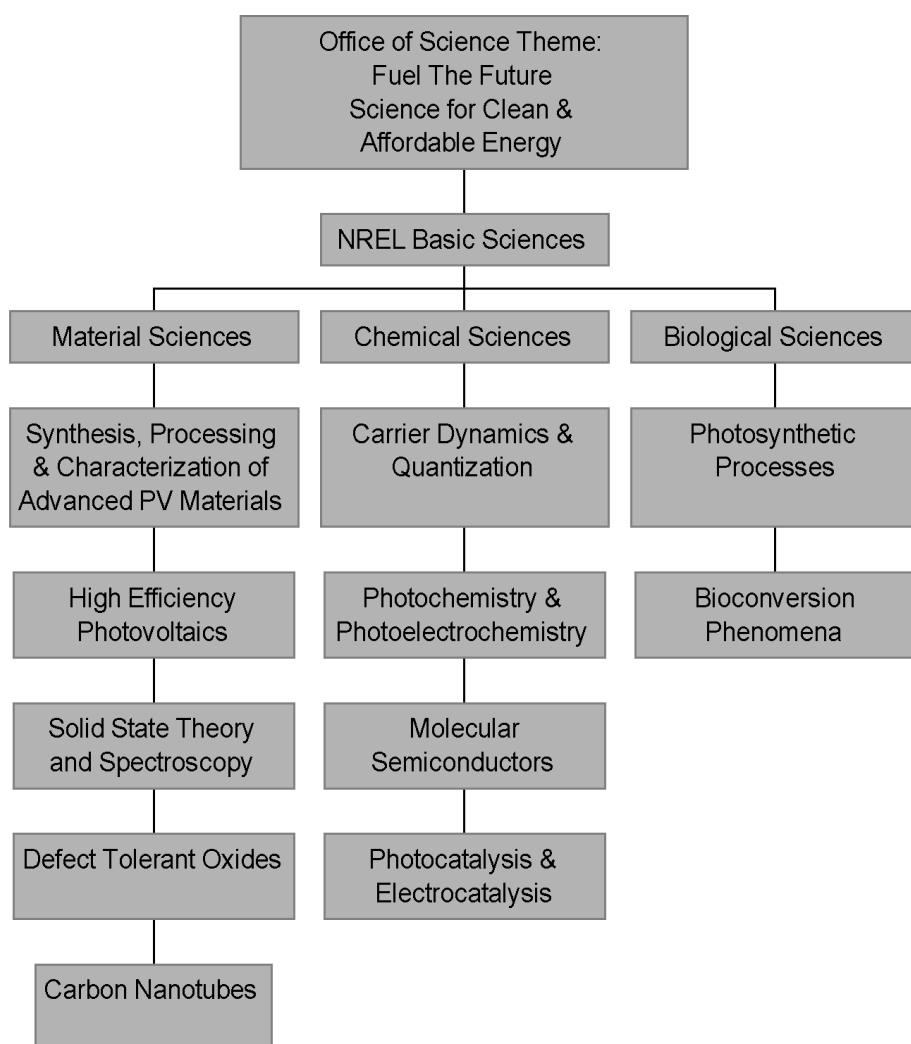 Office of Science Theme:
Fuel The Future
Science for Clean &
Affordable Energy
NREL Basic Sciences
Material Sciences
Chemical Sciences
Biological Sciences
Synthesis, Processing
& Characterization of
Advanced PV Materials
Carrier Dynamics &
Quantization
Photosynthetic
Processes
High Efficiency
Photovoltaics
Photochemistry &
Photoelectrochemistry
Bioconversion
Phenomena
Solid State Theory
and Spectroscopy
Molecular
Semiconductors
Defect Tolerant Oxides
Photocatalysis &
Electrocatalysis
Carbon Nanotubes